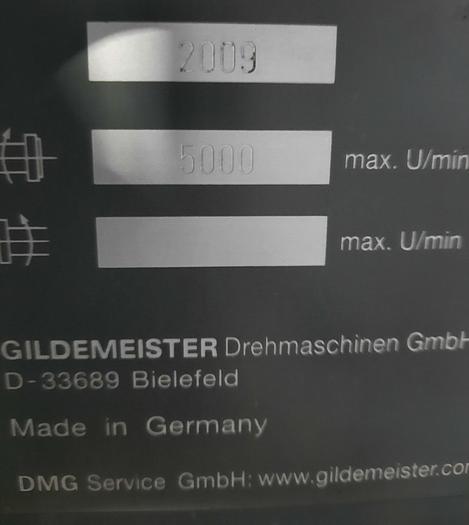 2009
5000 max. U/min
max. U/min
GILDEMEISTER Drehmaschinen GmbH
D-33689 Bielefeld
Made in Germany
DMG Service GmbH: www.gildemeister.com